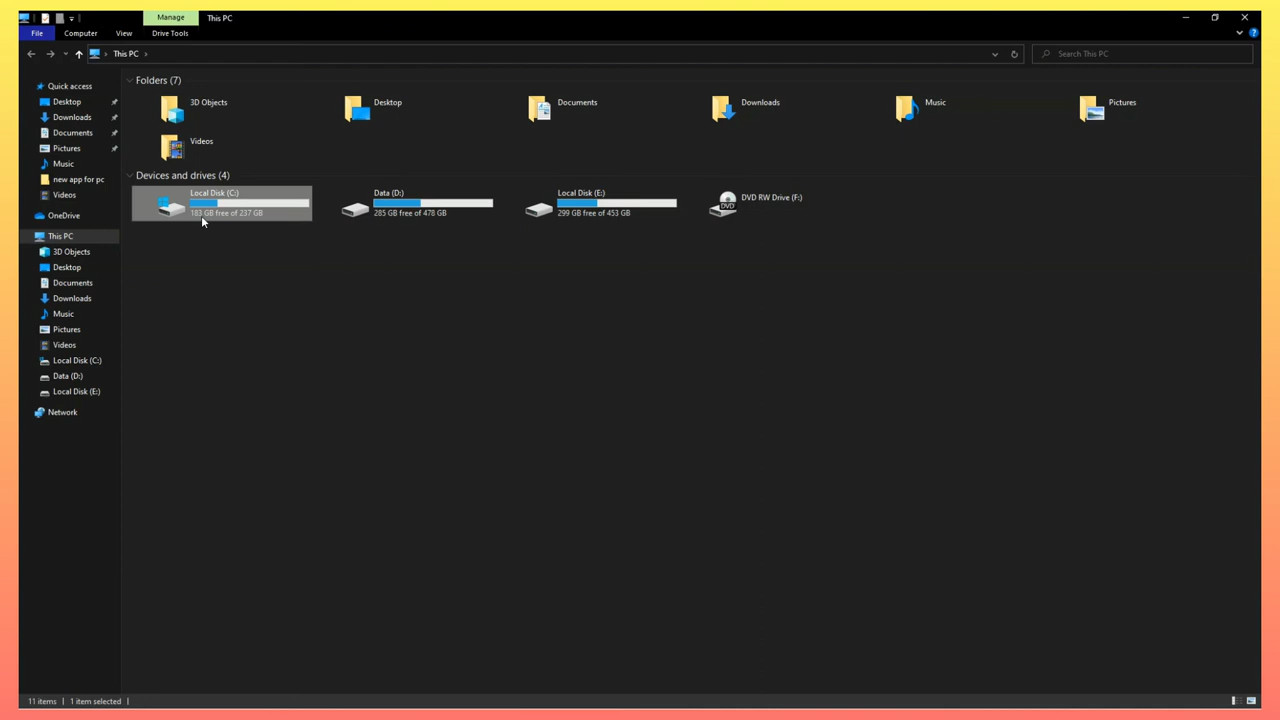 Manage
This PC
File
Computer
View
Drive Tools
This PC
Search This PC
Quick access
Desktop
Downloads
Documents
Pictures
Music
new app for pc
Videos
OneDrive
This PC
3D Objects
Desktop
Documents
Downloads
Music
Pictures
Videos
Local Disk (C:)
Data (D:)
Local Disk (E:)
Network
Folders (7)
3D Objects
Desktop
Documents
Downloads
Music
Pictures
Videos
Devices and drives (4)
Local Disk (C:)
183 GB free of 237 GB
Data (D:)
285 GB free of 478 GB
Local Disk (E:)
299 GB free of 453 GB
DVD
DVD RW Drive (F:)
11 items
1 item selected